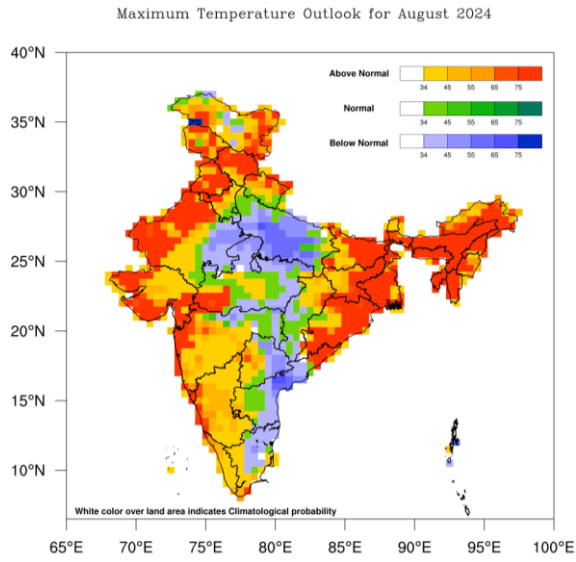 Maximum Temperature Outlook for August 2024
40°N
35°N
30°N
25°N
20°N
15°N
10°N
Above Normal
34 45 55 65 75
Normal
34 45 55 65 75
Below Normal
34 45 55 65 75
White color over land area indicates Climatological probability
65°E 70°E 75°E 80°E 85°E 90°E 95°E 100°E